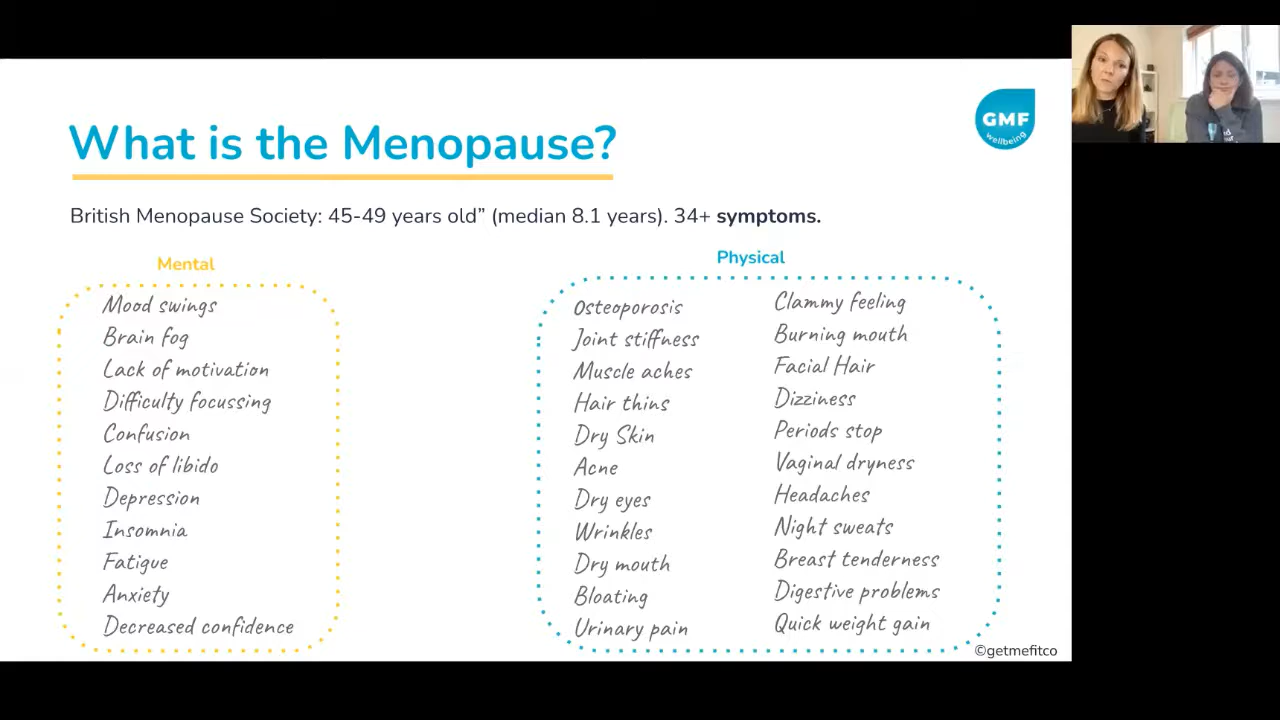 What is the Menopause?
GMF
wellbeing
British Menopause Society: 45-49 years old” (median 8.1 years). 34+ symptoms.
Mental
Mood swings
Brain fog
Lack of motivation
Difficulty focussing
Confusion
Loss of libido
Depression
Insomnia
Fatigue
Anxiety
Decreased confidence
Physical
Osteoporosis
Joint stiffness
Muscle aches
Hair thins
Dry Skin
Acne
Dry eyes
Wrinkles
Dry mouth
Bloating
Urinary pain
Clammy feeling
Burning mouth
Facial Hair
Dizziness
Periods stop
Vaginal dryness
Headaches
Night sweats
Breast tenderness
Digestive problems
Quick weight gain
©getmefitco